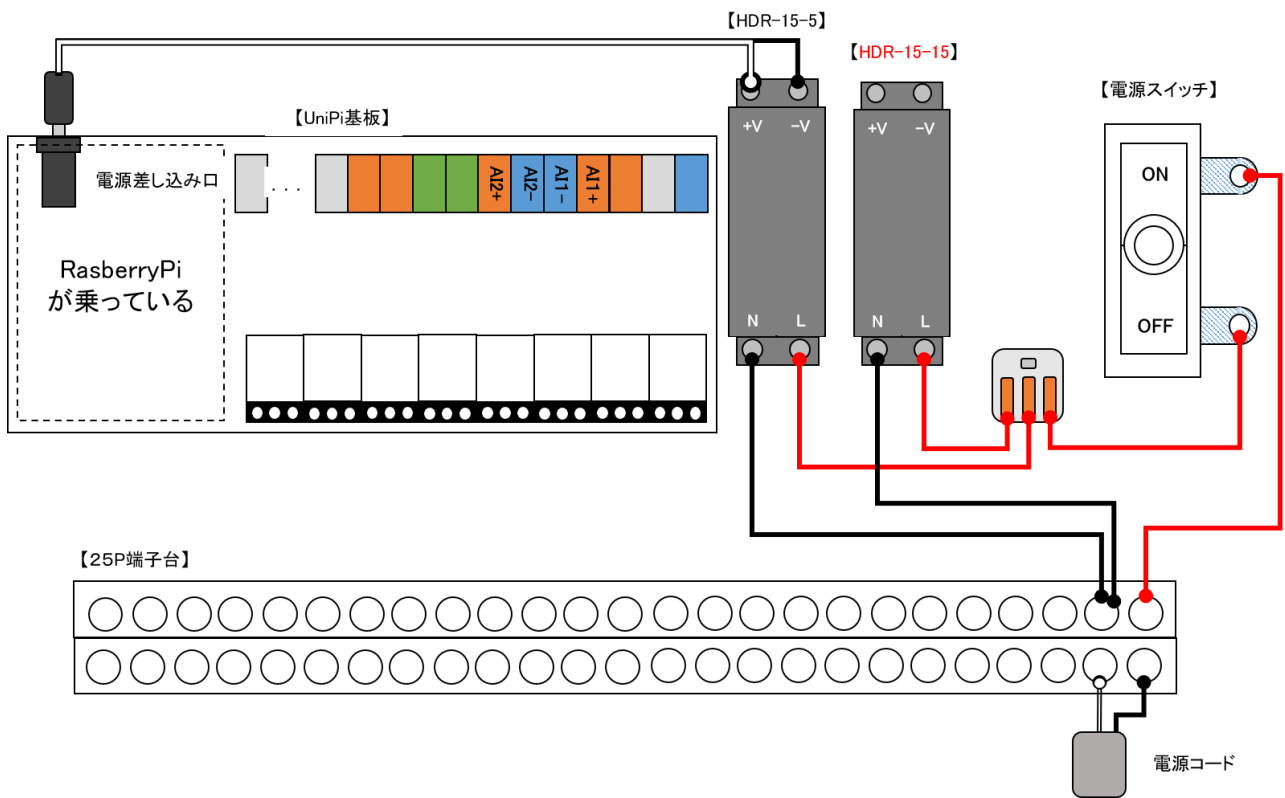 【HDR-15-5】
【HDR-15-15】
【電源スイッチ】
【UniPi基板】
+V -V
+V -V
電源差し込み口
...
AI2+
AI2-
AI1-
AI1+
ON
RasberryPi
が乗っている
N L
N L
OFF
【25P端子台】
電源コード